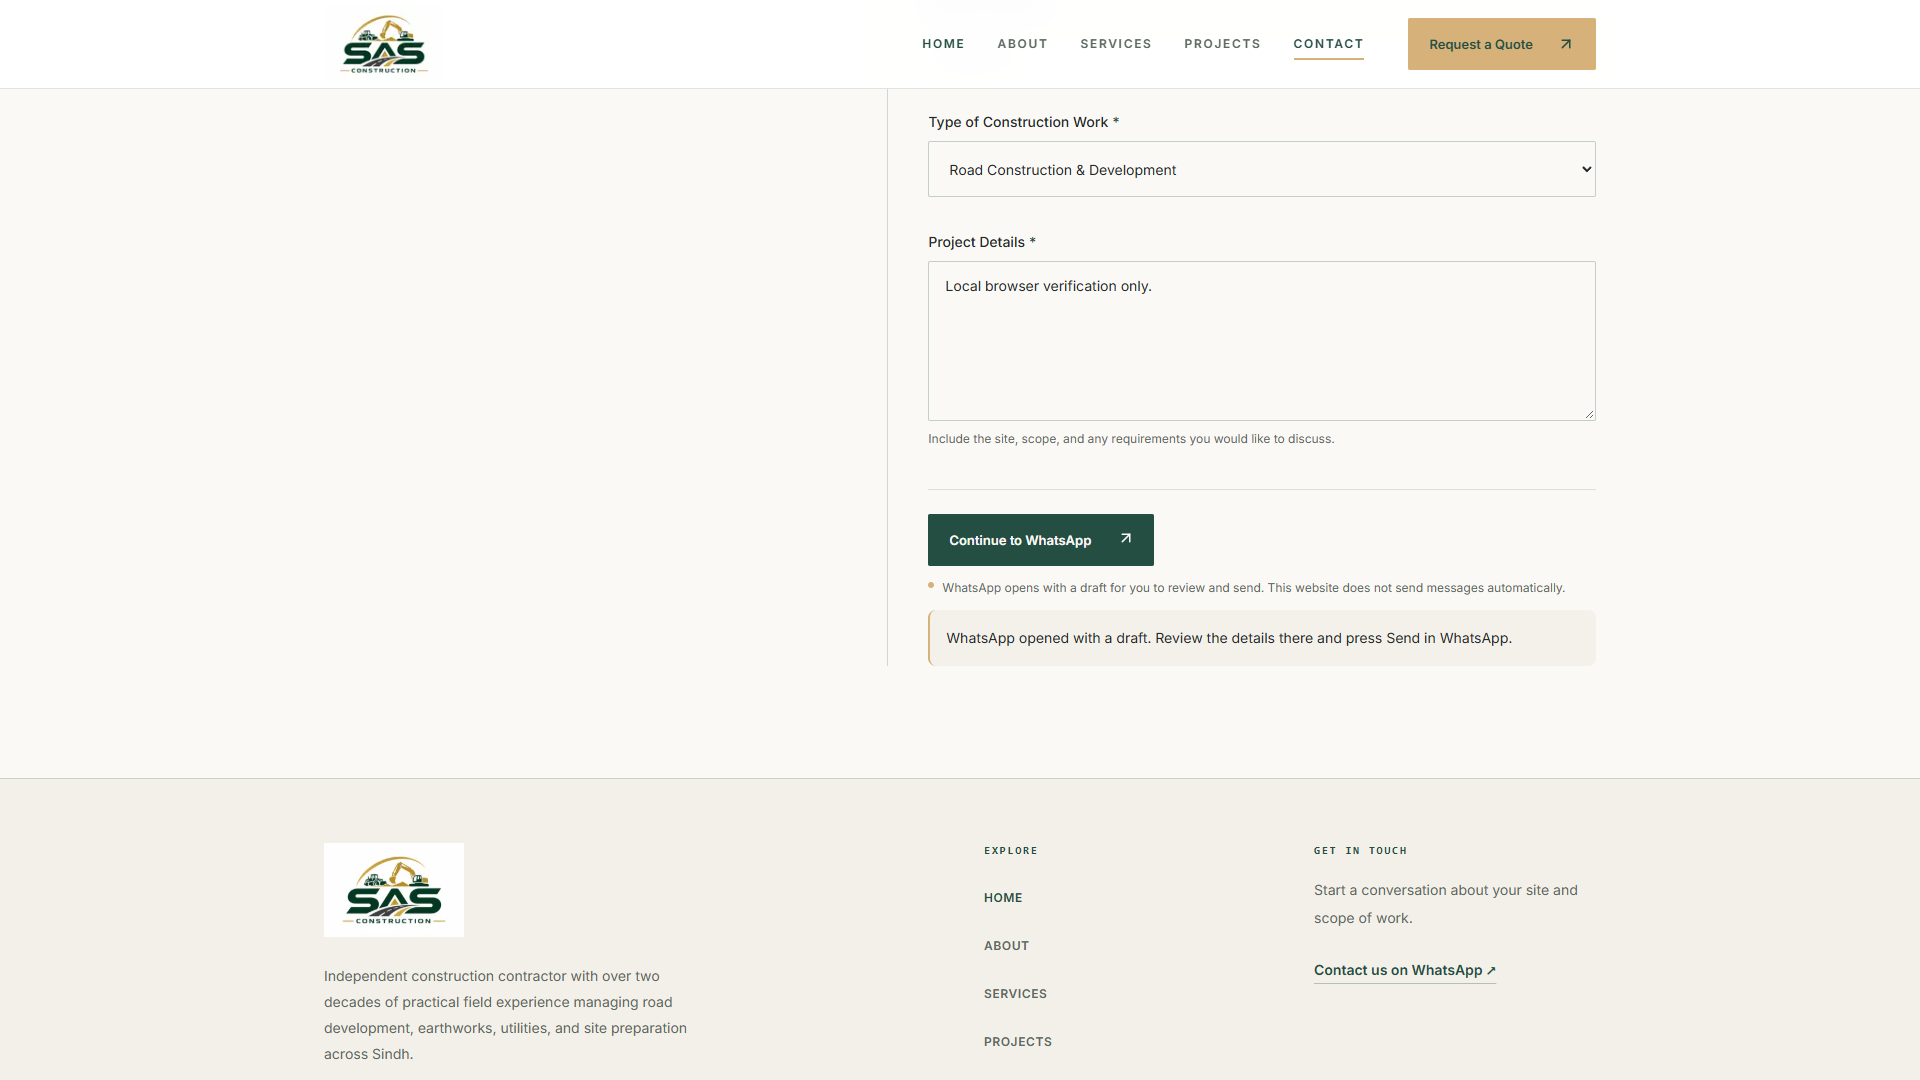 SAS
CONSTRUCTION
HOME
ABOUT
SERVICES
PROJECTS
CONTACT
Request a Quote
Type of Construction Work *
Road Construction & Development
Project Details *
Local browser verification only.
Include the site, scope, and any requirements you would like to discuss.
Continue to WhatsApp
WhatsApp opens with a draft for you to review and send. This website does not send messages automatically.
WhatsApp opened with a draft. Review the details there and press Send in WhatsApp.
SAS
CONSTRUCTION
Independent construction contractor with over two
decades of practical field experience managing road
development, earthworks, utilities, and site preparation
across Sindh.
EXPLORE
HOME
ABOUT
SERVICES
PROJECTS
GET IN TOUCH
Start a conversation about your site and
scope of work.
Contact us on WhatsApp ↗